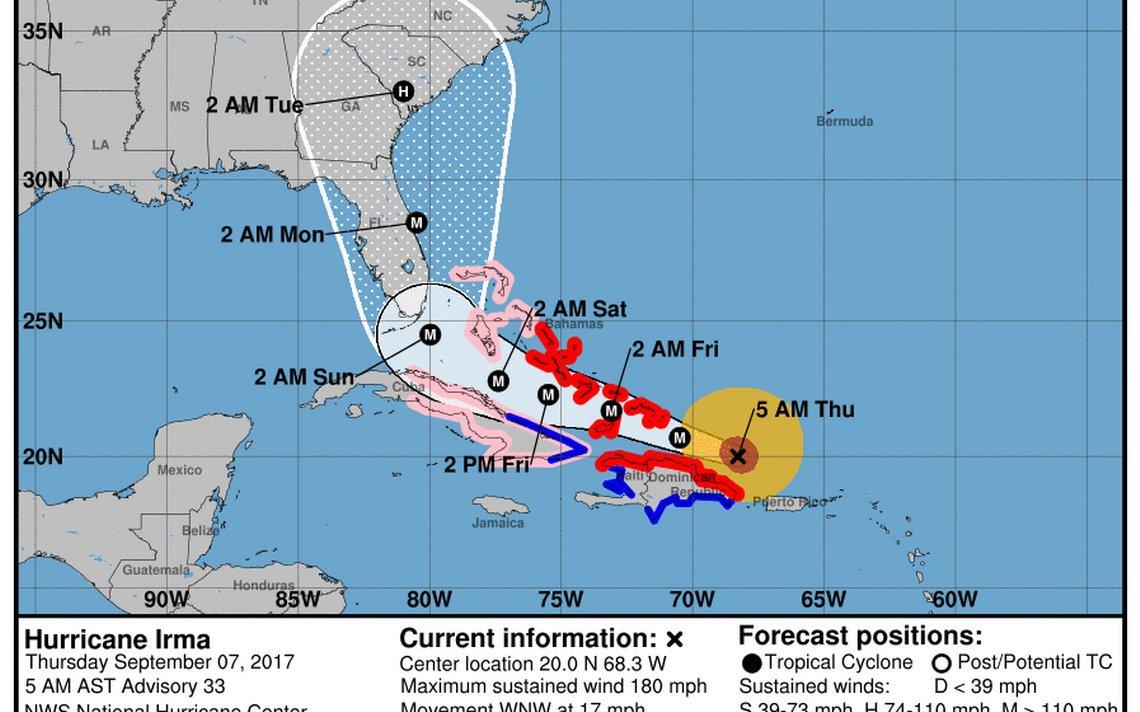 TN
NC
35N
AR
SC
2 AM Tue
MS
GA
Bermuda
LA
30N
FL
2 AM Mon
25N
2 AM Sat
Bahamas
2 AM Fri
2 AM Sun
Cuba
5 AM Thu
20N
Mexico
2 PM Fri
Haiti
Dominican
Republic
Puerto Rico
Jamaica
Belize
Guatemala
Honduras
90W
85W
80W
75W
70W
65W
60W
M
M
M
M
M
M
H
Hurricane Irma
Thursday September 07, 2017
5 AM AST Advisory 33
NWS National Hurricane Center
Current information: x
Center location 20.0 N 68.3 W
Maximum sustained wind 180 mph
Movement WNW at 17 mph
Forecast positions:
Tropical Cyclone Post/Potential TC
Sustained winds: D < 39 mph
S 39-73 mph H 74-110 mph M > 110 mph